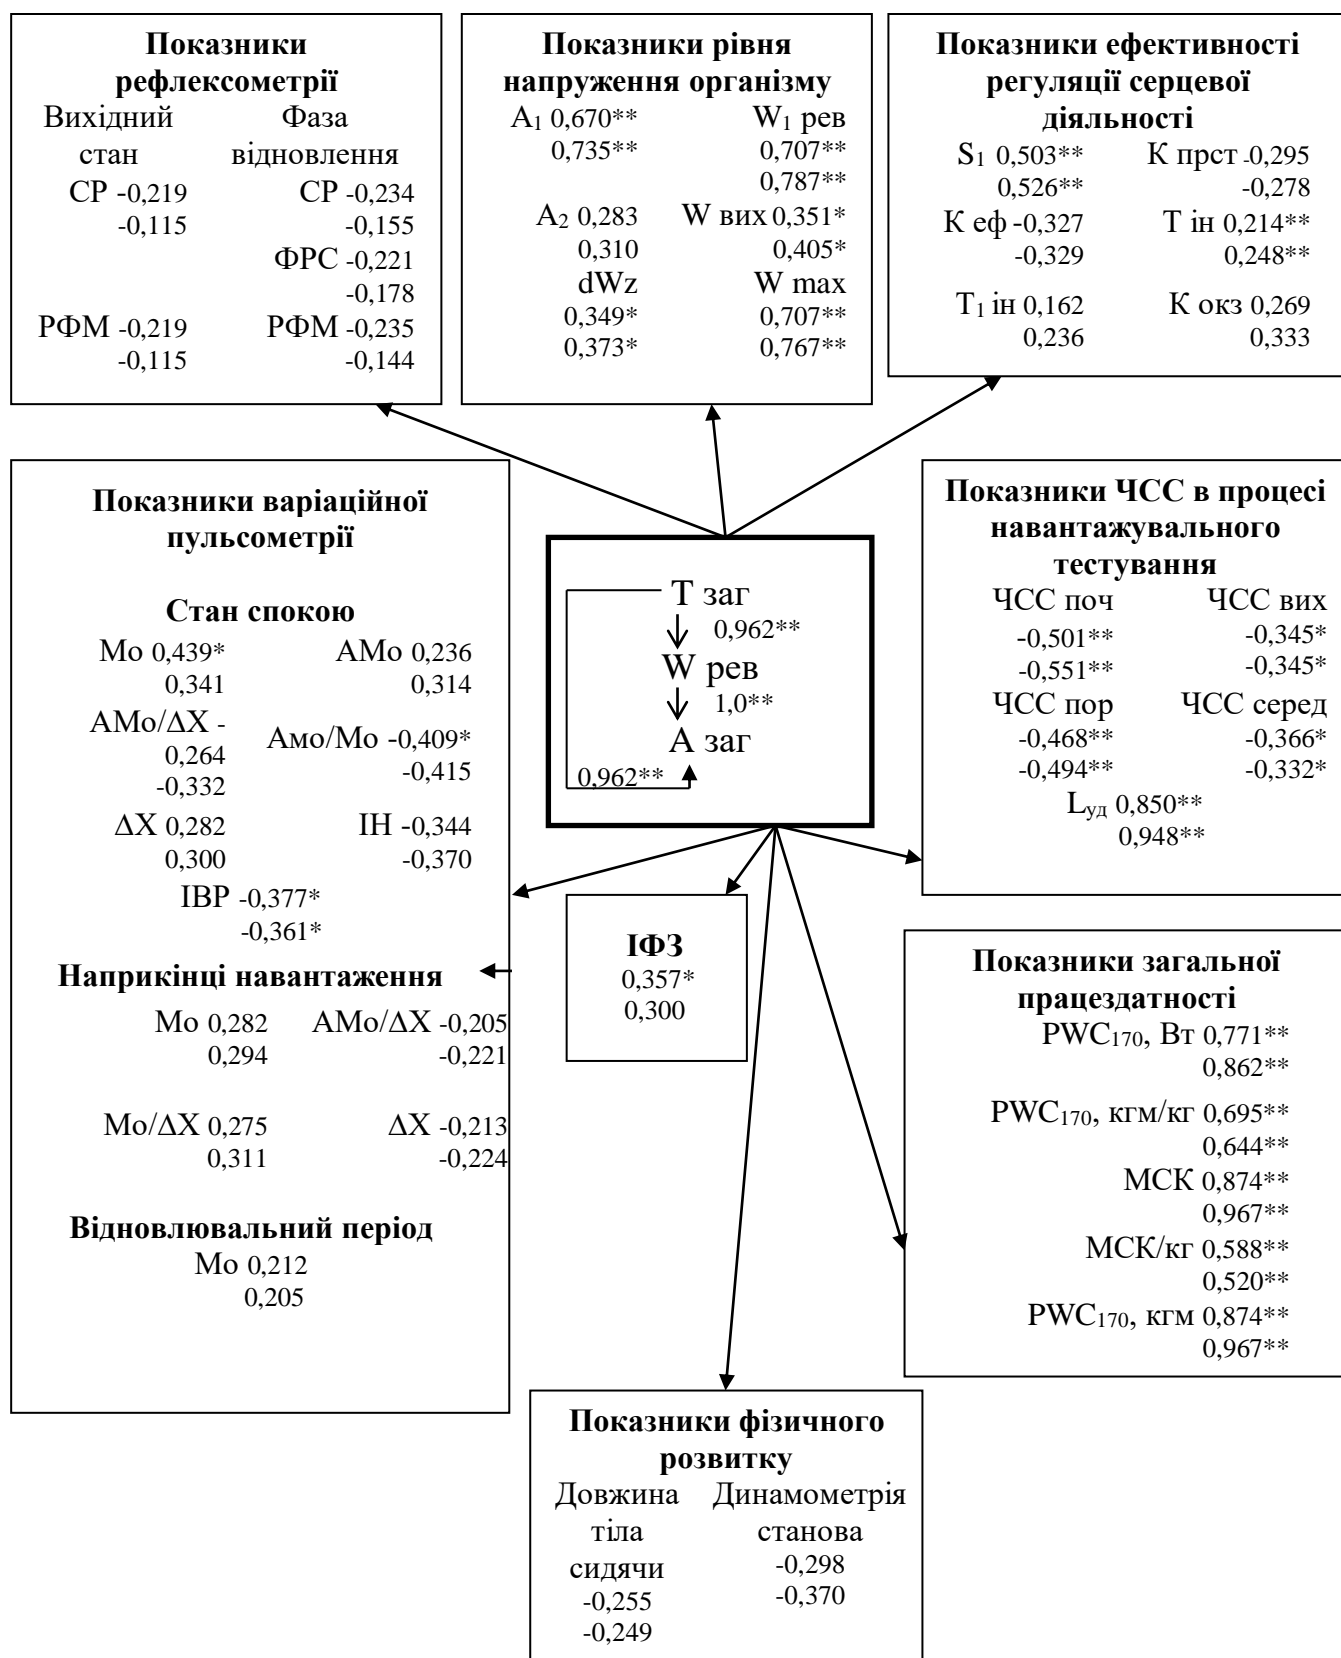 Показники
рефлексометрії
Вихідний Фаза
стан відновлення
СР -0,219 СР -0,234
-0,115 -0,155
ФРС -0,221
-0,178
РФМ -0,219 РФМ -0,235
-0,115 -0,144
Показники рівня
напруження організму
А1 0,670** W1 рев
0,735** 0,707**
0,787**
А2 0,283 W вих 0,351*
0,310 0,405*
dWz W max
0,349* 0,707**
0,373* 0,767**
Показники ефективності
регуляції серцевої
діяльності
S1 0,503** К прст -0,295
0,526** -0,278
К еф -0,327 Т ін 0,214**
-0,329 0,248**
Т1 ін 0,162 К окз 0,269
0,236 0,333
Показники варіаційної
пульсометрії
Стан спокою
Мо 0,439* АМо 0,236
0,341 0,314
АМо/ΔХ -
0,264 Амо/Мо -0,409*
-0,332 -0,415
ΔХ 0,282 ІН -0,344
0,300 -0,370
ІВР -0,377*
-0,361*
Наприкінці навантаження
Мо 0,282 АМо/ΔХ -0,205
0,294 -0,221
Мо/ΔХ 0,275 ΔХ -0,213
0,311 -0,224
Відновлювальний період
Мо 0,212
0,205
Т заг
0,962**
W рев
1,0**
А заг
0,962**
Показники ЧСС в процесі
навантажувального
тестування
ЧСС поч ЧСС вих
-0,501** -0,345*
-0,551** -0,345*
ЧСС пор ЧСС серед
-0,468** -0,366*
-0,494** -0,332*
Lуд 0,850**
0,948**
ІФЗ
0,357*
0,300
Показники загальної
працездатності
PWC170, Вт 0,771**
0,862**
PWC170, кгм/кг 0,695**
0,644**
МСК 0,874**
0,967**
МСК/кг 0,588**
0,520**
PWC170, кгм 0,874**
0,967**
Показники фізичного
розвитку
Довжина Динамометрія
тіла станова
сидячи -0,298
-0,255 -0,370
-0,249